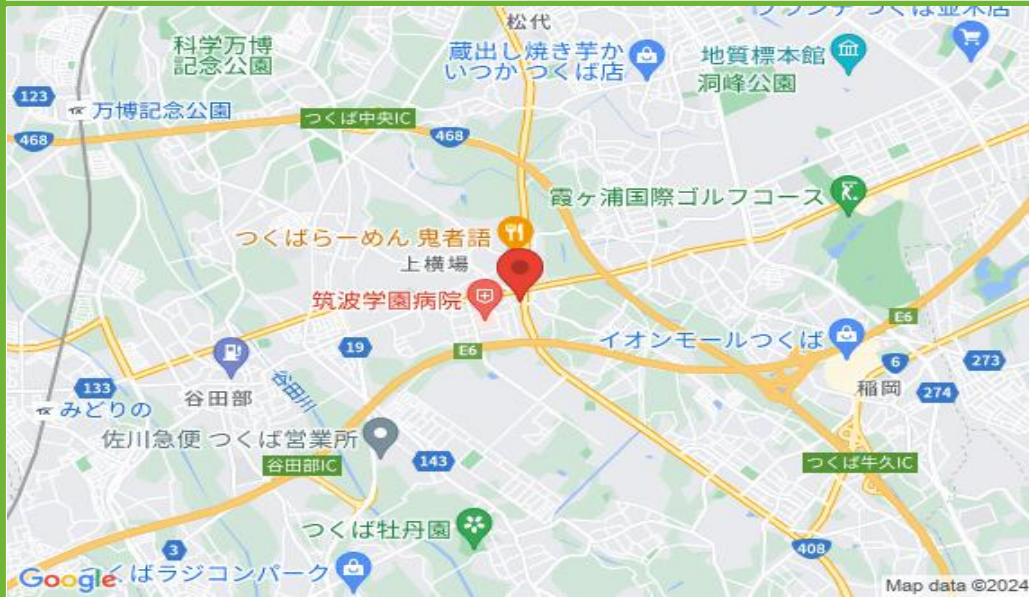 松代
科学万博
記念公園
蔵出し焼き芋か
いつか つくば店
地質標本館
洞峰公園
123
万博記念公園
つくば中央IC
468
468
霞ヶ浦国際ゴルフコース
つくばらーめん 鬼者語
上横場
筑波学園病院
E6
イオンモールつくば
19
E6
6
273
133
谷田川
谷田部
稲岡
274
みどりの
佐川急便 つくば営業所
谷田部IC
143
つくば牛久IC
つくば牡丹園
408
3
Google
くばラジコンパーク
Map data ©2024